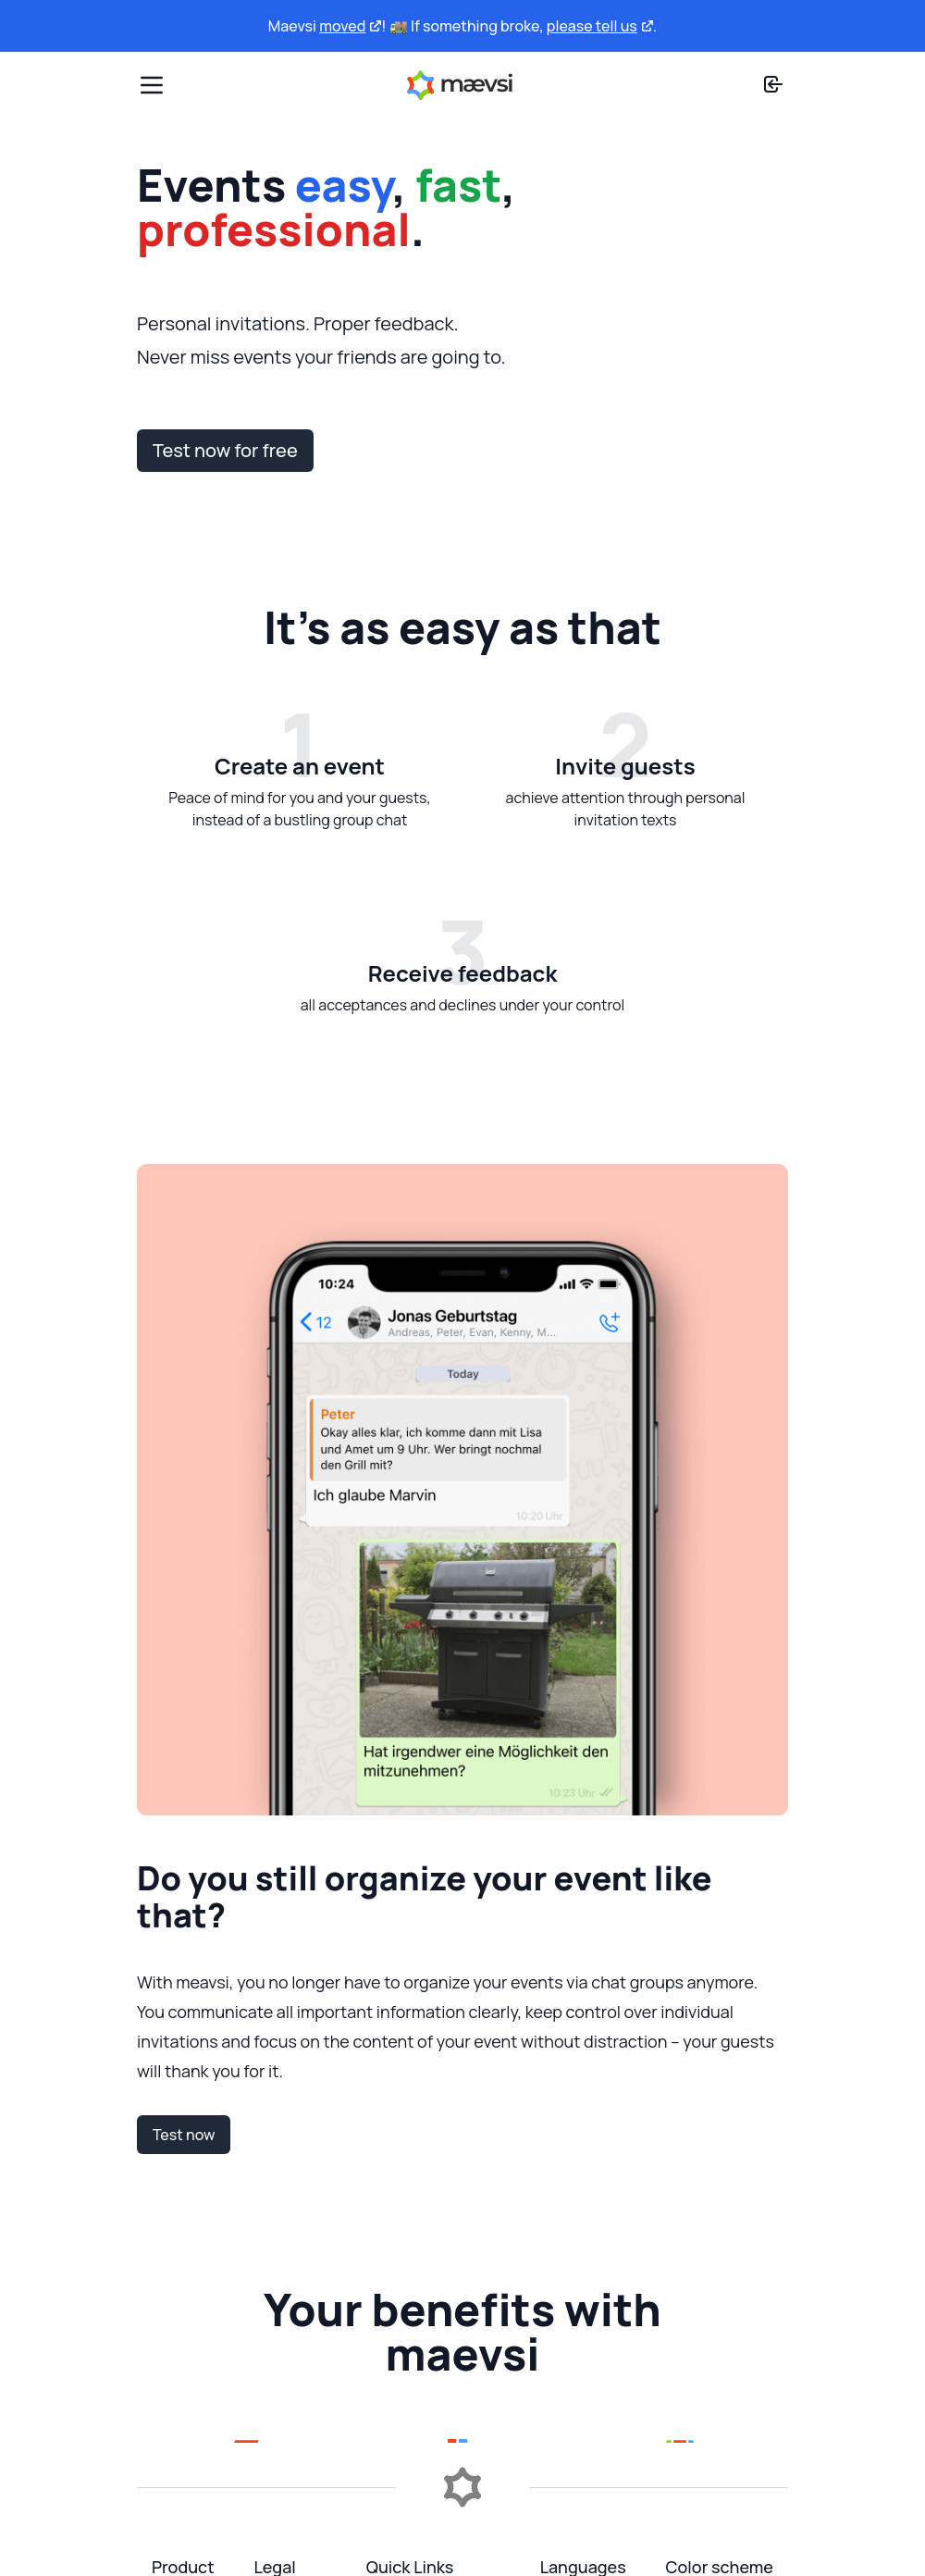 Maevsi moved! 🚚 If something broke, please tell us.
mævsi
Events easy, fast,
professional.
Personal invitations. Proper feedback.
Never miss events your friends are going to.
Test now for free
It’s as easy as that
1
Create an event
Peace of mind for you and your guests,
instead of a bustling group chat
2
Invite guests
achieve attention through personal
invitation texts
3
Receive feedback
all acceptances and declines under your control
10:24
12
Jonas Geburtstag
Andreas, Peter, Evan, Kenny, M...
Today
Peter
Okay alles klar, ich komme dann mit Lisa
und Amet um 9 Uhr. Wer bringt nochmal
den Grill mit?
Ich glaube Marvin
10:20 Uhr
Hat irgendwer eine Möglichkeit den
mitzunehmen?
10:23 Uhr
Do you still organize your event like
that?
With meavsi, you no longer have to organize your events via chat groups anymore.
You communicate all important information clearly, keep control over individual
invitations and focus on the content of your event without distraction – your guests
will thank you for it.
Test now
Your benefits with
maevsi
Product
Legal
Quick Links
Languages
Color scheme